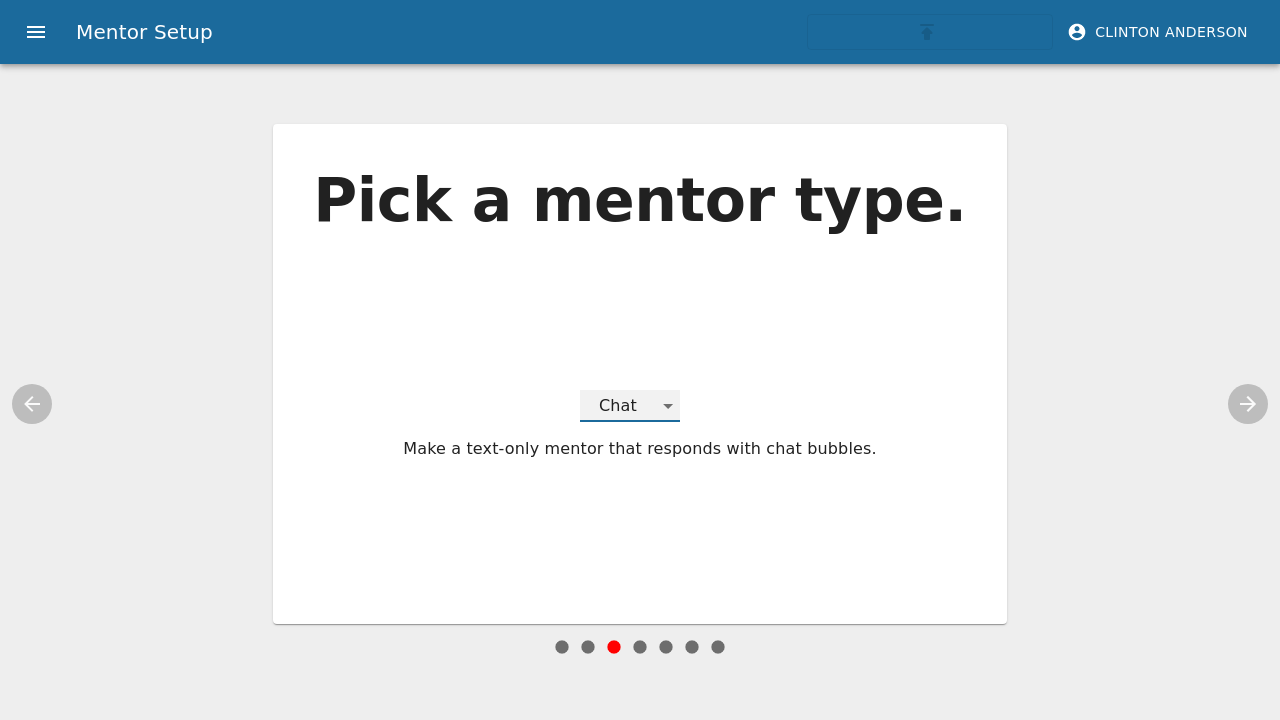 Mentor Setup
CLINTON ANDERSON
Pick a mentor type.
Chat
Make a text-only mentor that responds with chat bubbles.